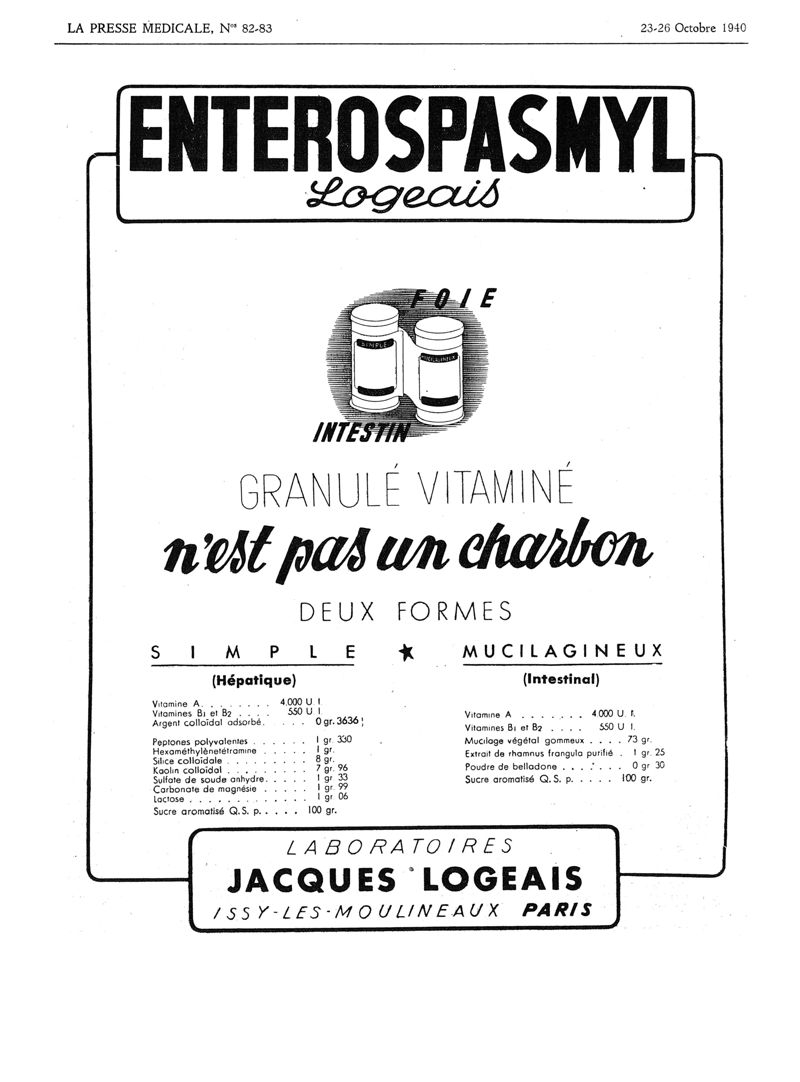 LA PRESSE MEDICALE, Nos 82-83
23-26 Octobre 1940
ENTEROSPASMYL
Logeais
FOIE
SIMPLE
MUCILAGINEUX
INTESTIN
GRANULÉ VITAMINÉ
n'est pas un charbon
DEUX FORMES
SIMPLE ★ MUCILAGINEUX
(Hépatique)
Vitamine A. . . . . . . . 4.000 U I.
Vitamines B1 et B2 . . . . 550 U I.
Argent colloïdal adsorbé. . . . . 0 gr. 3636
Peptones polyvalentes . . . . . . 1 gr 330
Hexaméthylènetétramine . . . . . 1 gr.
Silice colloïdale . . . . . . . . . 8 gr.
Kaolin colloïdal . . . . . . . . . 7 gr. 96
Sulfate de soude anhydre. . . . . 1 gr 33
Carbonate de magnésie . . . . . 1 gr 99
Lactose . . . . . . . . . . . . . 1 gr 06
Sucre aromatisé Q. S. p. . . . . 100 gr.
(Intestinal)
Vitamine A . . . . . . . 4 000 U. I.
Vitamines B1 et B2 . . . . 550 U I.
Mucilage végétal gommeux . . . . 73 gr.
Extrait de rhamnus frangula purifié . 1 gr 25
Poudre de belladone . . . . . . . 0 gr 30
Sucre aromatisé Q. S. p. . . . . 100 gr.
LABORATOIRES
JACQUES LOGEAIS
ISSY-LES-MOULINEAUX PARIS